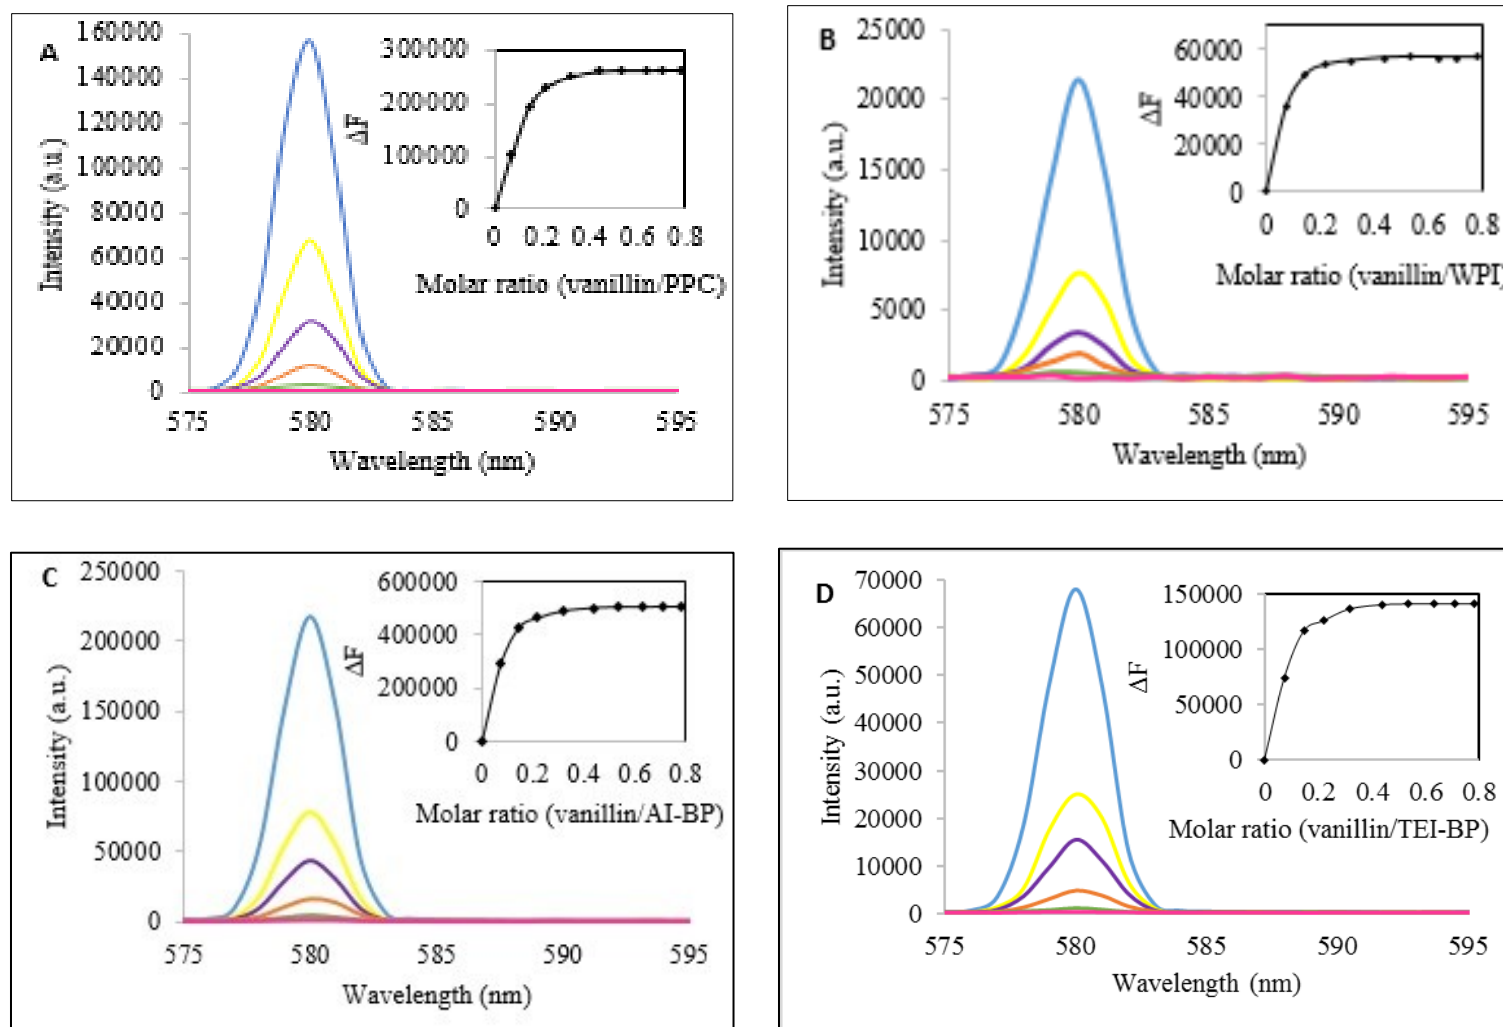 A
160000
140000
120000
100000
80000
60000
40000
20000
0
575 580 585 590 595
Intensity (a.u.)
Wavelength (nm)
300000
200000
100000
0
ΔF
0 0.2 0.4 0.6 0.8
Molar ratio (vanillin/PPC)
B
25000
20000
15000
10000
5000
0
575 580 585 590 595
Intensity (a.u.)
Wavelength (nm)
60000
40000
20000
0
ΔF
0 0.2 0.4 0.6 0.8
Molar ratio (vanillin/WPI)
C
250000
200000
150000
100000
50000
0
575 580 585 590 595
Intensity (a.u.)
Wavelength (nm)
600000
400000
200000
0
ΔF
0 0.2 0.4 0.6 0.8
Molar ratio (vanillin/AI-BP)
D
70000
60000
50000
40000
30000
20000
10000
0
575 580 585 590 595
Intensity (a.u.)
Wavelength (nm)
150000
100000
50000
0
ΔF
0 0.2 0.4 0.6 0.8
Molar ratio (vanillin/TEI-BP)